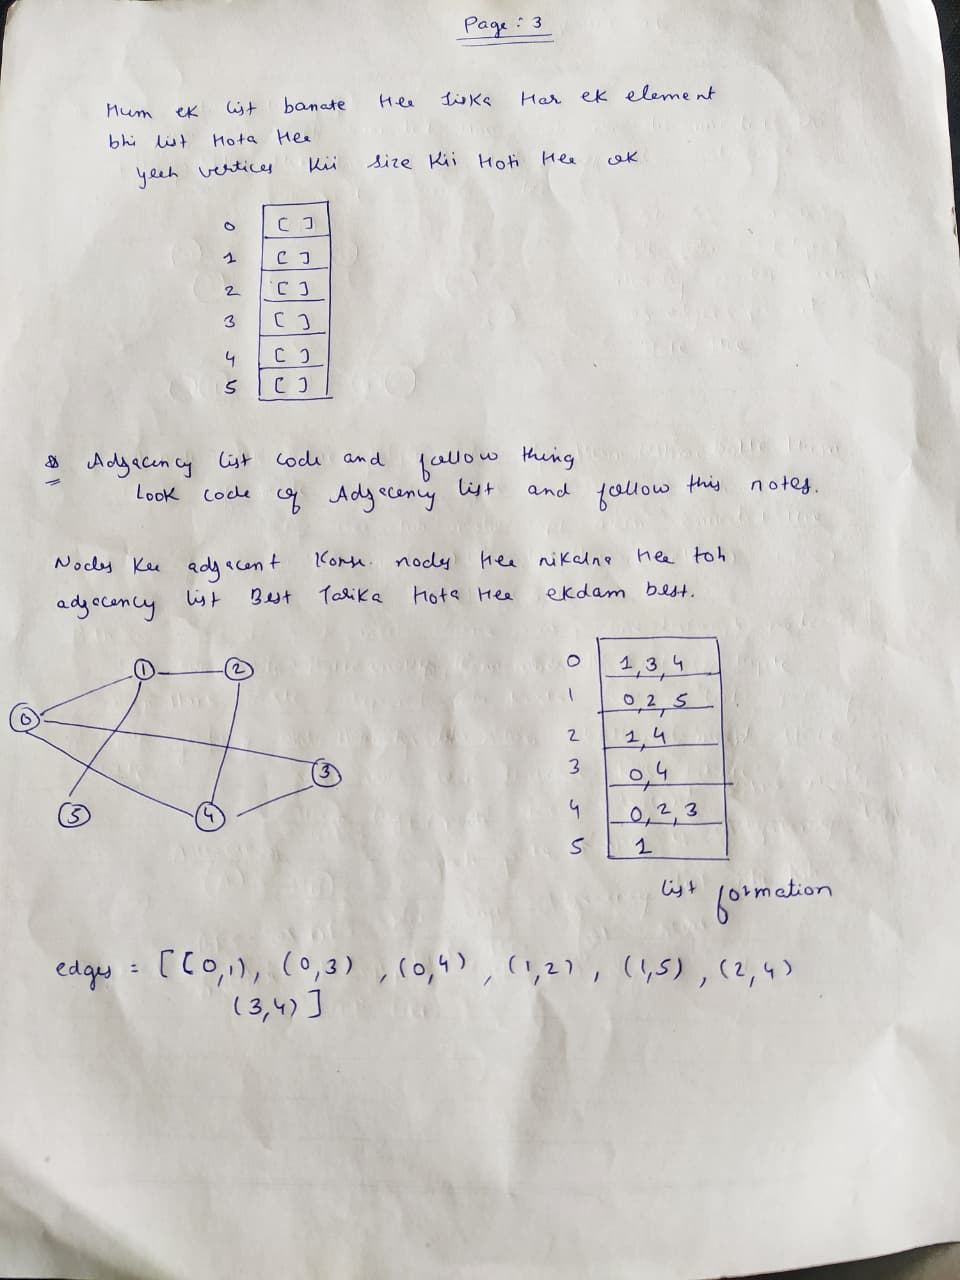 Page : 3
Hum ek list banate Hee Jiska Har ek element
bhi list Hota Hee
yeeh vertices Kii size Kii Hoti Hee ok
0 [ ]
1 [ ]
2 [ ]
3 [ ]
4 [ ]
5 [ ]
Adjacency list code and follow thing
Look code of Adjacency list and follow this notes.
Nodes Kee adjacent nodes Hee nikalna Hee toh
adjacency list Best Tarika Hota Hee ekdam best.
0 1 2 3 4 5
0 1,3,4
1 0,2,5
2 1,4
3 0,4
4 0,2,3
5 1
list formation
edges = [(0,1), (0,3) , (0,4) , (1,2) , (1,5) , (2,4)
(3,4)]